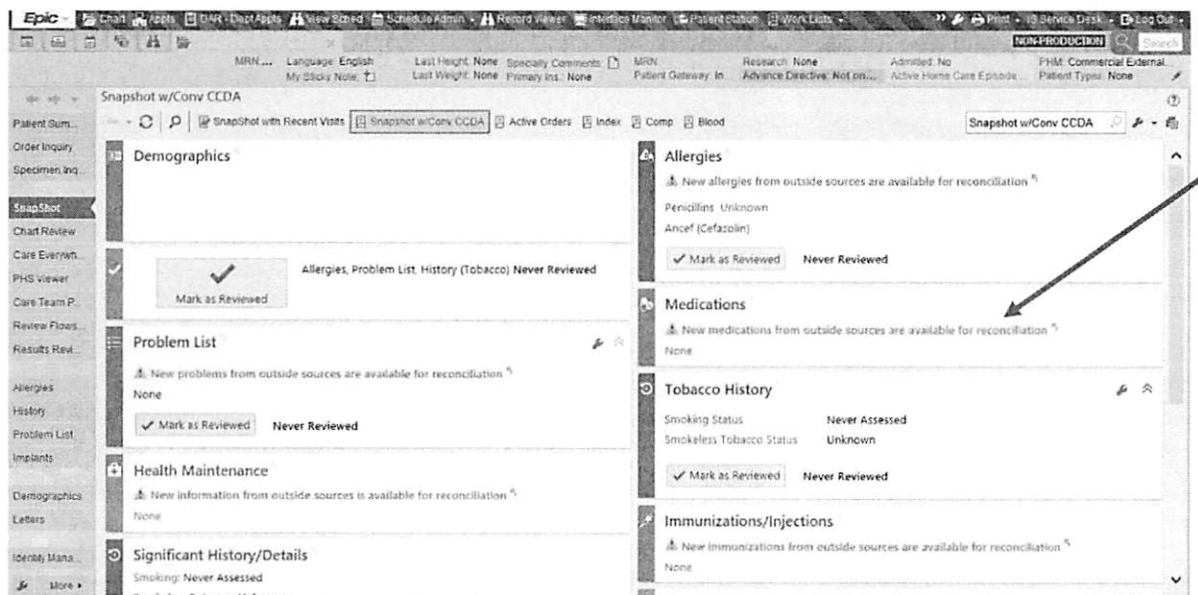 Epic Chart Appts DAR - Dept Appts View Sched Schedule Admin Record Viewer Interface Monitor Patient Station Work Lists Print IS Service Desk Log Out
NON-PRODUCTION Search
MRN ... Language: English Last Height: None Specialty Comments: MRN Research: None Admitted: No PHM: Commercial External...
My Sticky Note: Last Weight: None Primary Ins.: None Patient Gateway: In... Advance Directive: Not on... Active Home Care Episode... Patient Types: None
Snapshot w/Conv CCDA
SnapShot with Recent Visits Snapshot w/Conv CCDA Active Orders Index Comp Blood Snapshot w/Conv CCDA
Patient Sum...
Order Inquiry
Specimen Inq...
SnapShot
Chart Review
Care Everywh...
PHS Viewer
Care Team P...
Review Flows...
Results Revi...
Allergies
History
Problem List
Implants
Demographics
Letters
Identity Mana...
More
Demographics
Mark as Reviewed
Allergies, Problem List, History (Tobacco) Never Reviewed
Problem List
New problems from outside sources are available for reconciliation
None
Mark as Reviewed Never Reviewed
Health Maintenance
New information from outside sources is available for reconciliation
None
Significant History/Details
Smoking: Never Assessed
Allergies
New allergies from outside sources are available for reconciliation
Penicillins Unknown
Ancef (Cefazolin)
Mark as Reviewed Never Reviewed
Medications
New medications from outside sources are available for reconciliation
None
Tobacco History
Smoking Status Never Assessed
Smokeless Tobacco Status Unknown
Mark as Reviewed Never Reviewed
Immunizations/Injections
New immunizations from outside sources are available for reconciliation
None